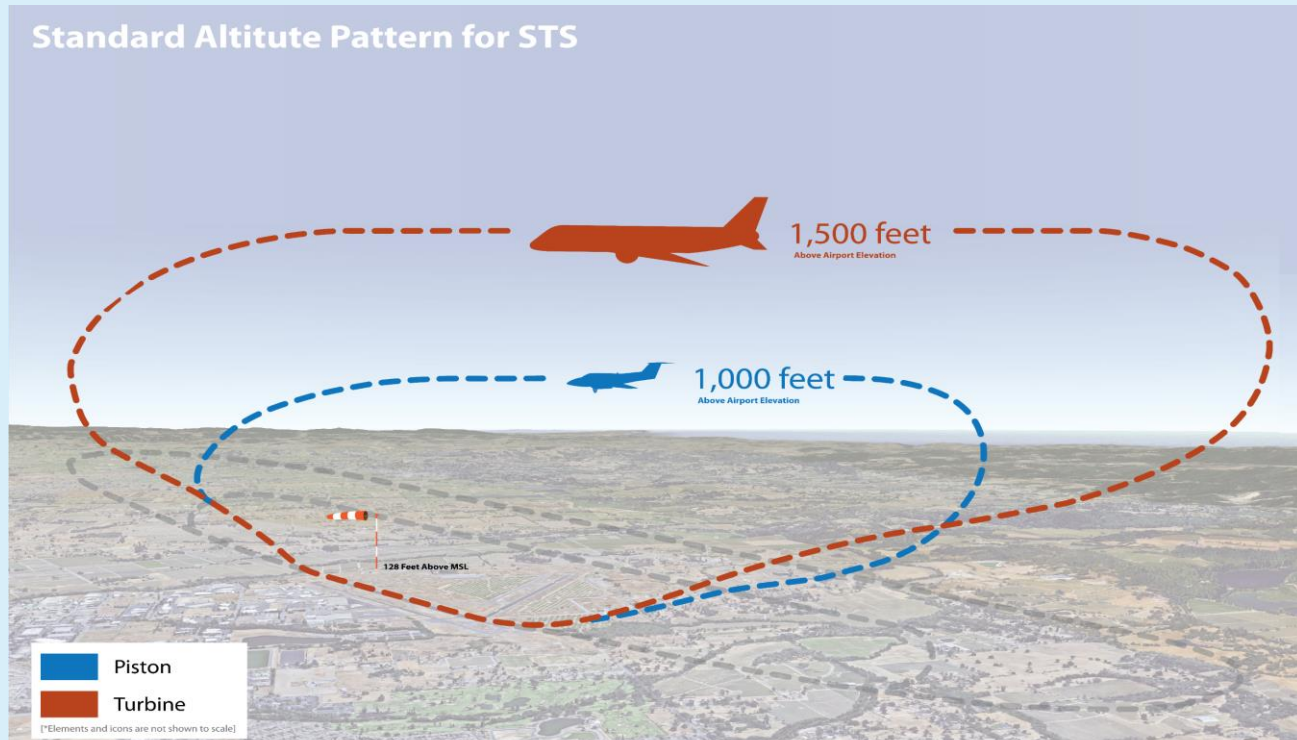 Standard Altitute Pattern for STS
1,500 feet
Above Airport Elevation
1,000 feet
Above Airport Elevation
128 Feet Above MSL
Piston
Turbine
[*Elements and icons are not shown to scale]